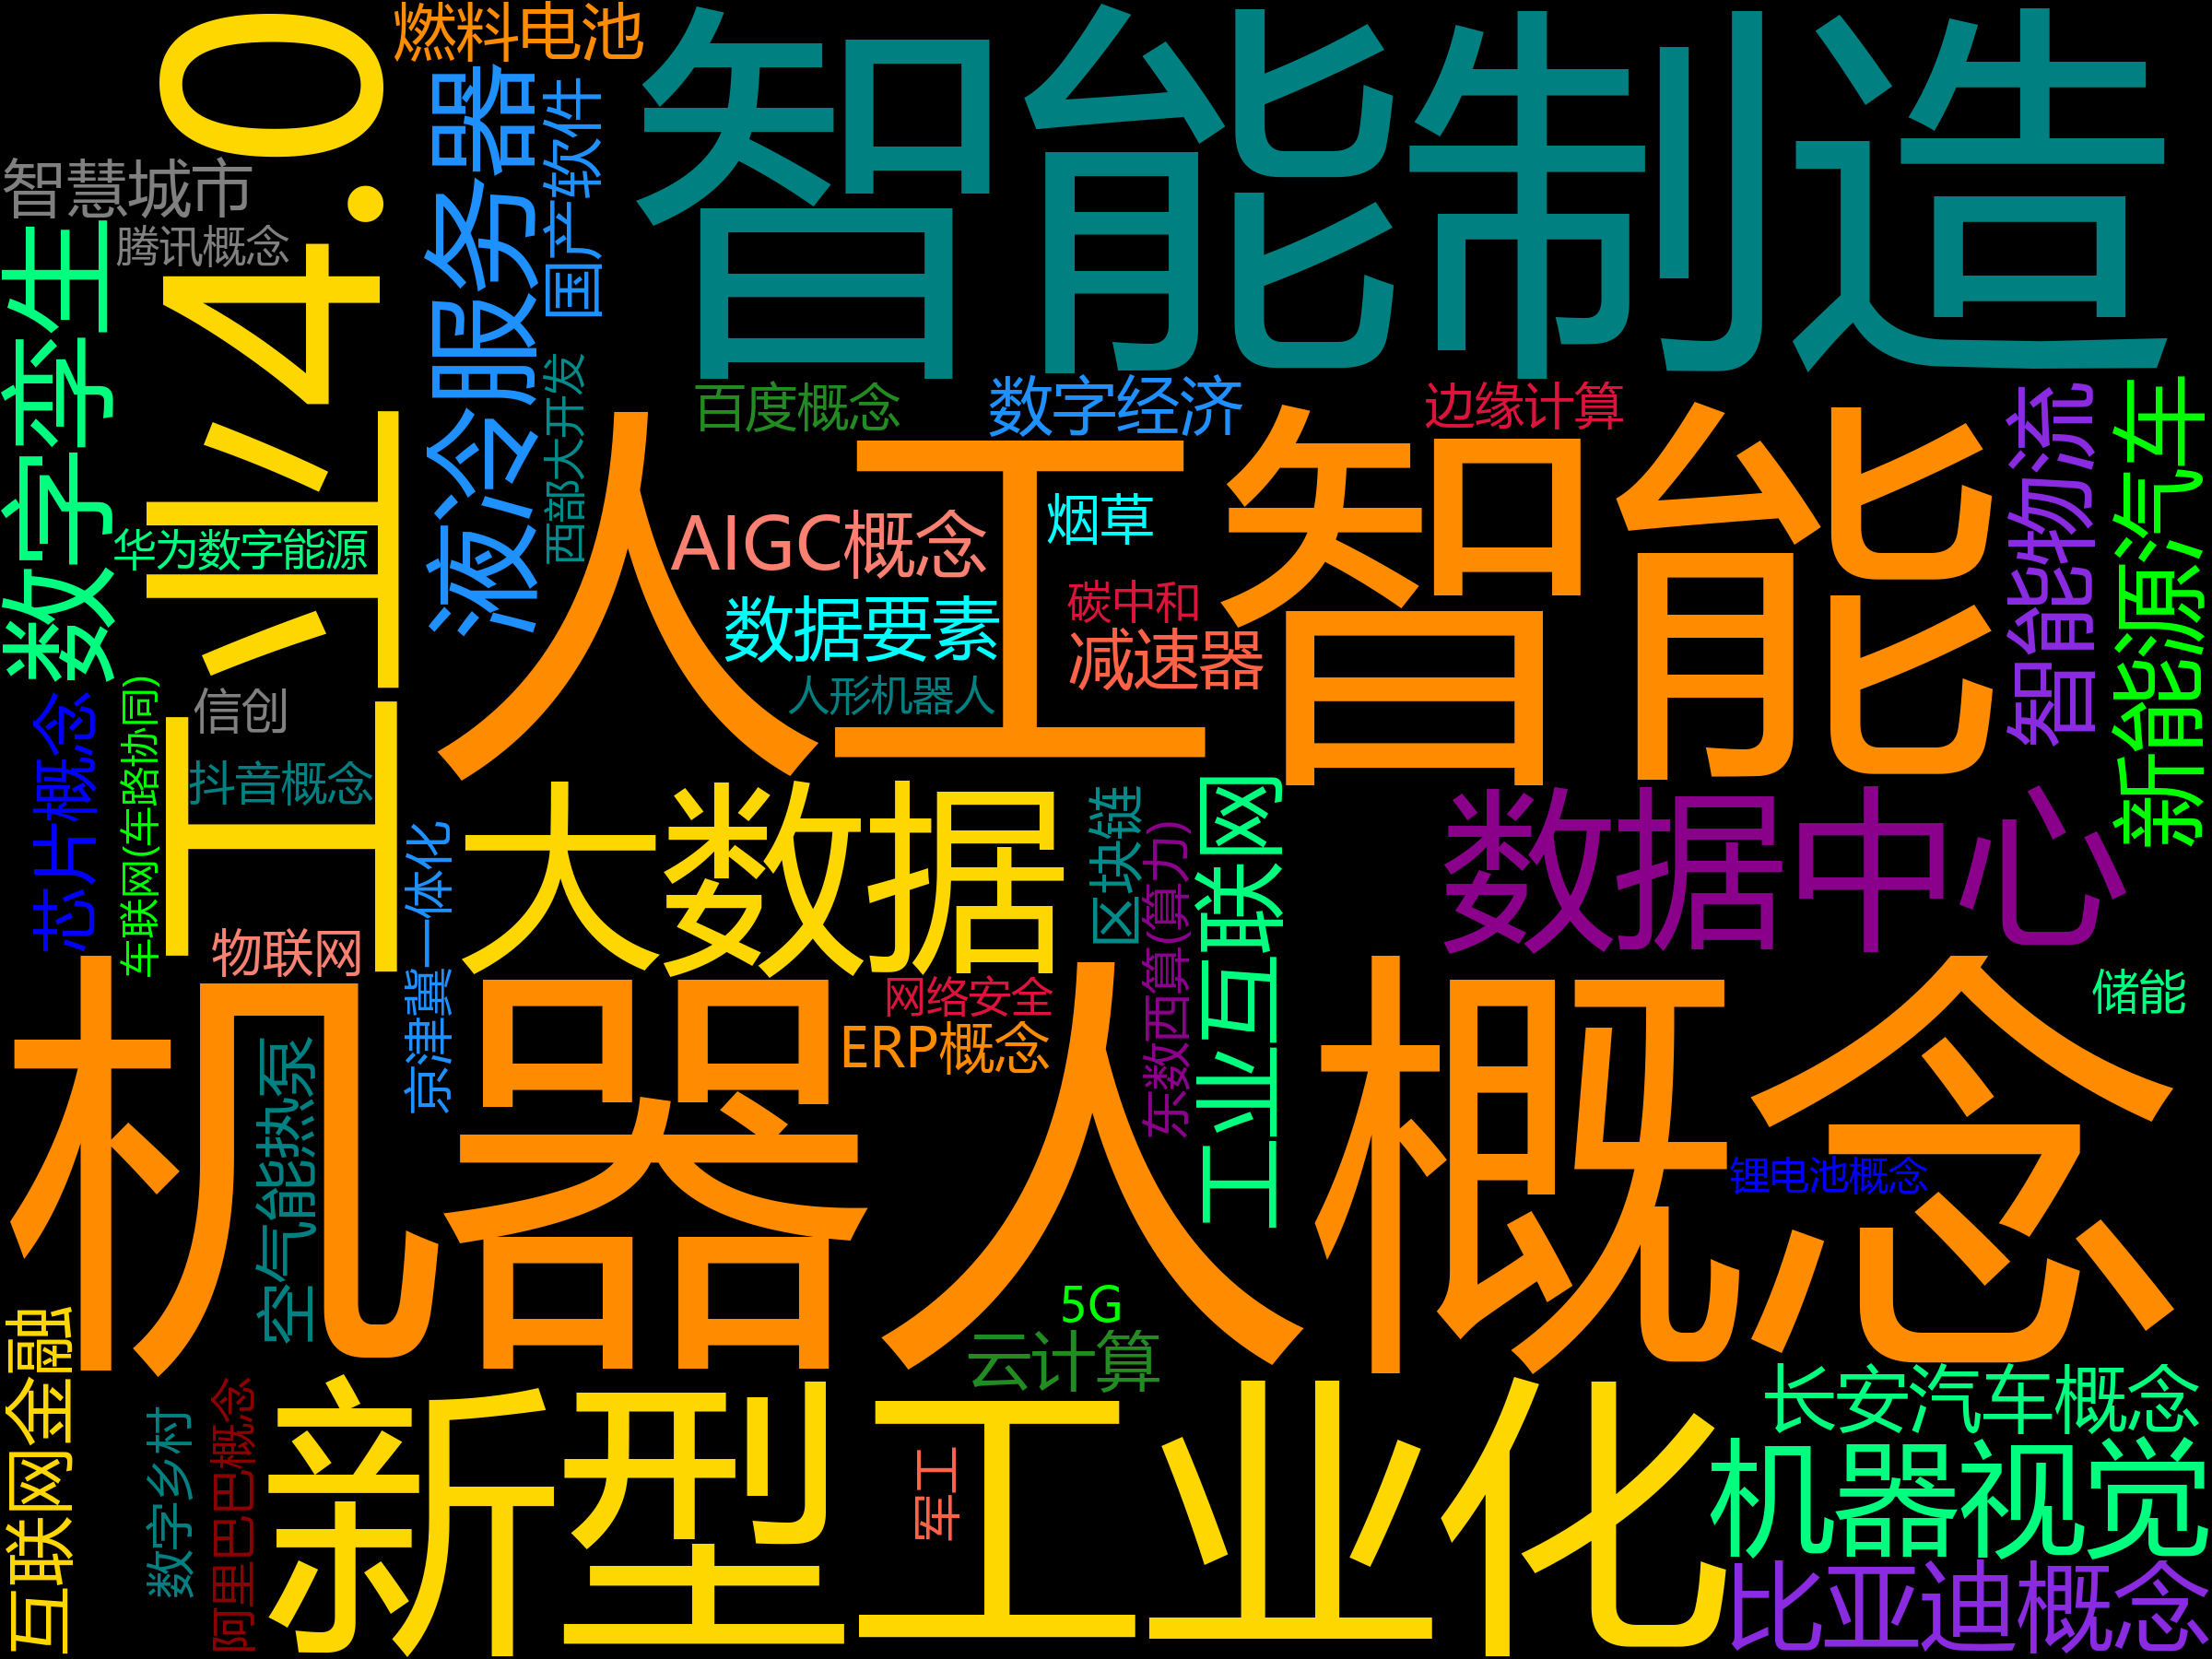 燃料电池
智能制造
工业4.0
液冷服务器
国产软件
智慧城市
腾讯概念
数字孪生
西部大开发
百度概念
数字经济
边缘计算
智能物流
新能源汽车
人工智能
AIGC概念
烟草
华为数字能源
碳中和
数据要素
减速器
人形机器人
信创
芯片概念
车联网(车路协同)
抖音概念
大数据
区块链
工业互联网
数据中心
京津冀一体化
东数西算(算力)
物联网
机器人概念
网络安全
ERP概念
储能
空气能热泵
锂电池概念
5G
云计算
互联网金融
长安汽车概念
新型工业化
数字乡村
阿里巴巴概念
军工
机器视觉
比亚迪概念